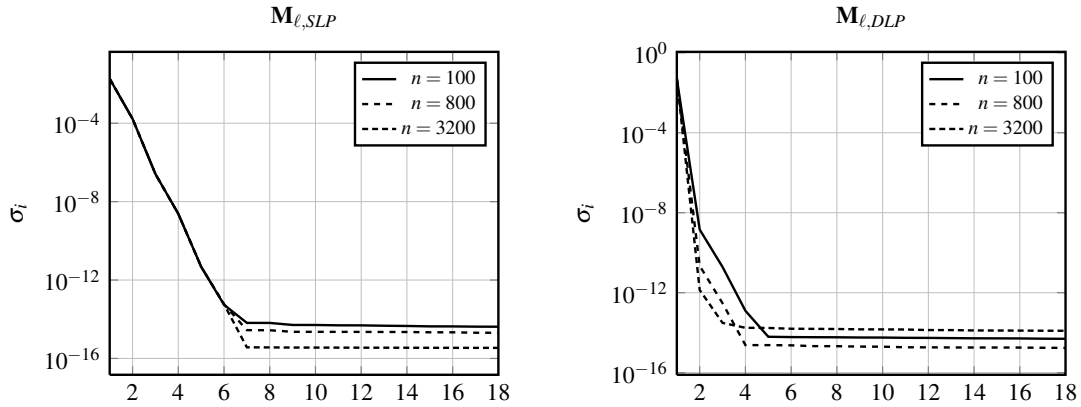 M_{ℓ,SLP}
n = 100
n = 800
n = 3200
10^{−4}
10^{−8}
10^{−12}
10^{−16}
σ_i
2 4 6 8 10 12 14 16 18
M_{ℓ,DLP}
n = 100
n = 800
n = 3200
10^0
10^{−4}
10^{−8}
10^{−12}
10^{−16}
σ_i
2 4 6 8 10 12 14 16 18